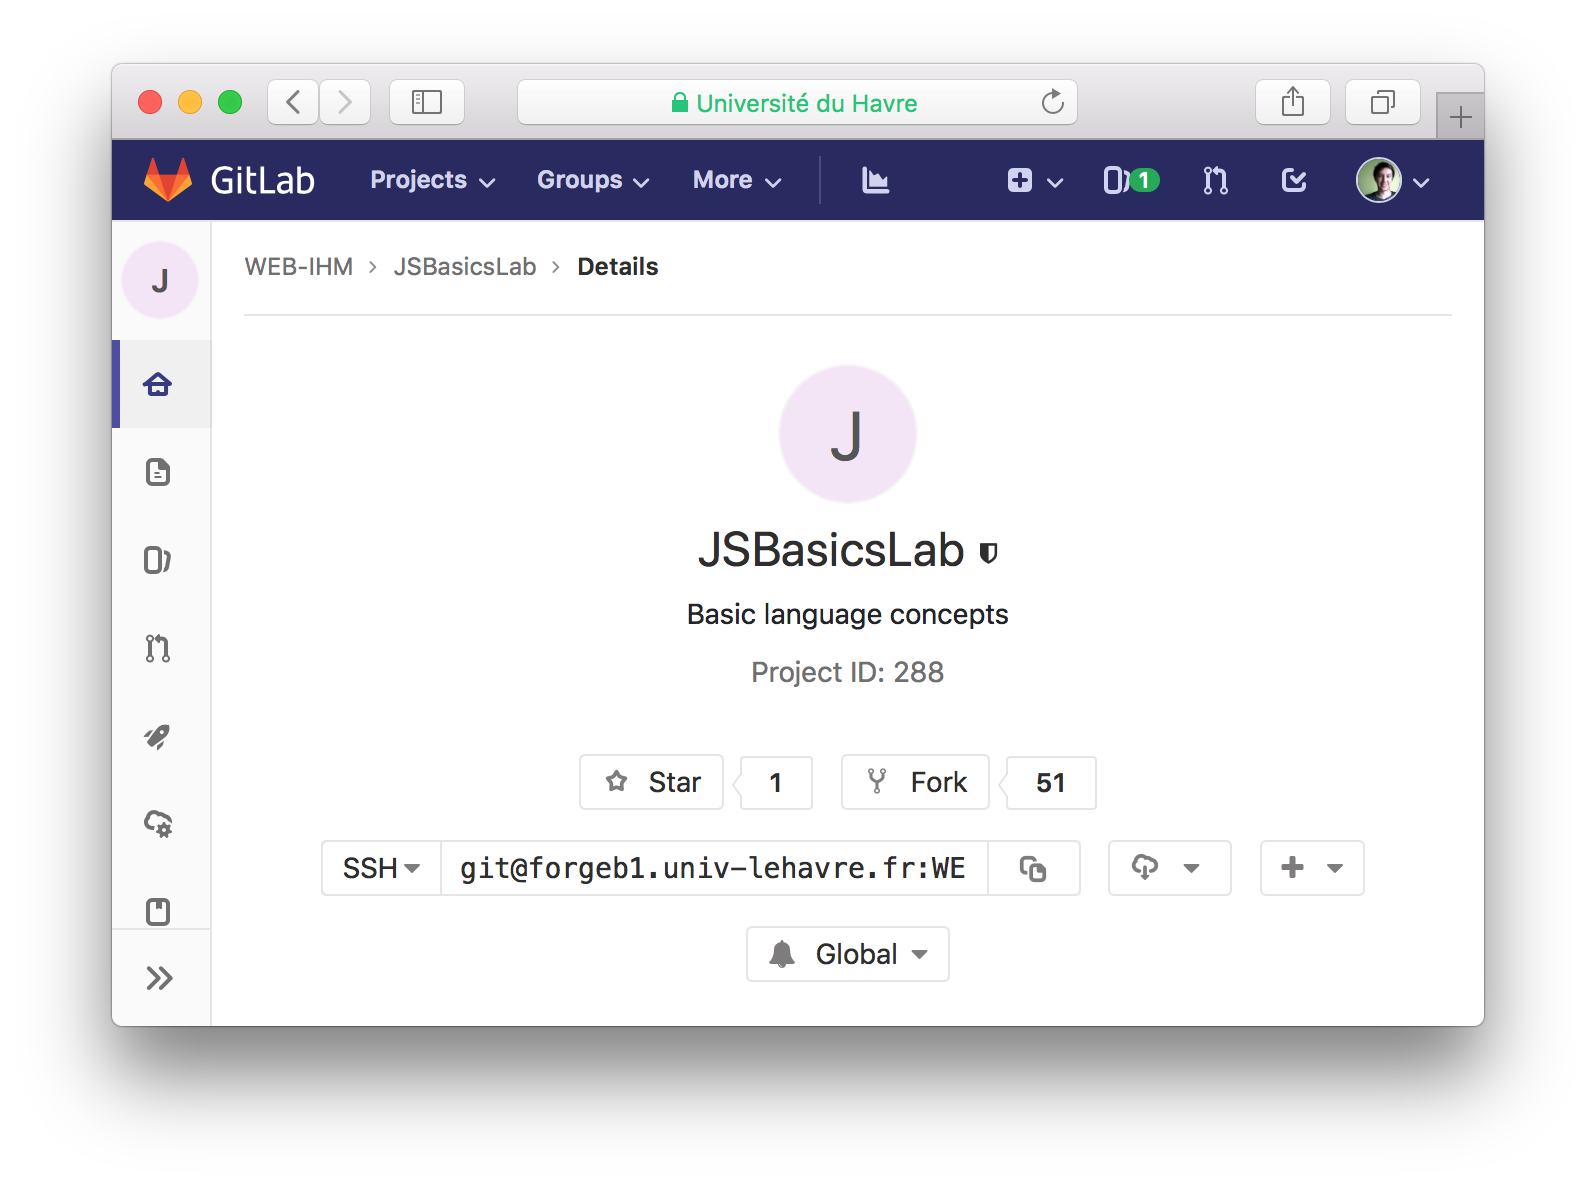 Université du Havre
GitLab Projects Groups More 1
J WEB-IHM > JSBasicsLab > Details
J
JSBasicsLab
Basic language concepts
Project ID: 288
Star 1 Fork 51
SSH git@forgeb1.univ-lehavre.fr:WE
Global